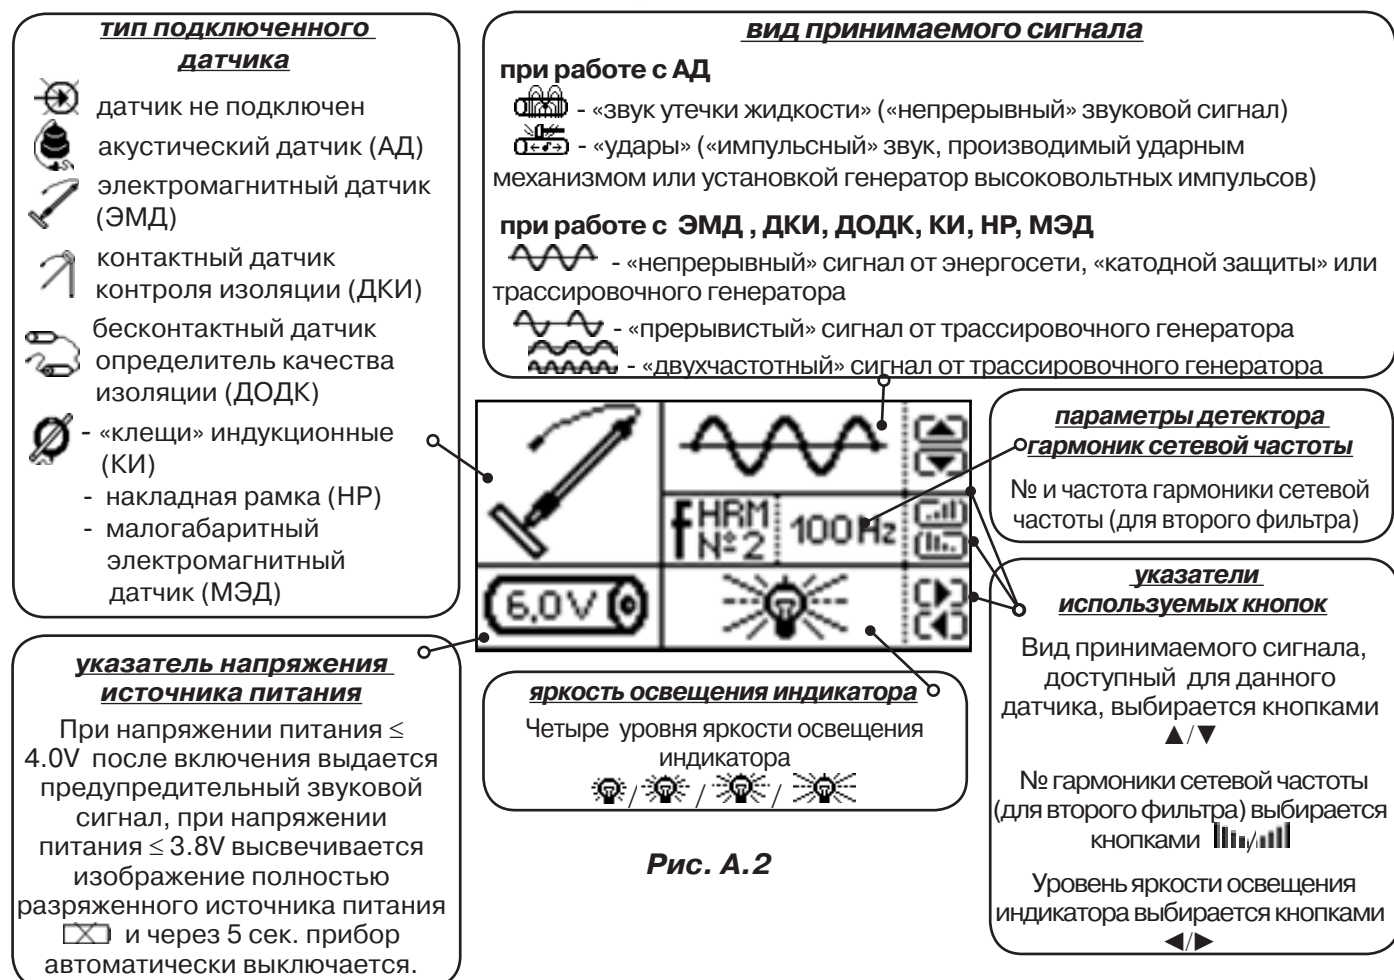 тип подключенного
датчика
датчик не подключен
акустический датчик (АД)
электромагнитный датчик
(ЭМД)
контактный датчик
контроля изоляции (ДКИ)
бесконтактный датчик
определитель качества
изоляции (ДОДК)
- «клещи» индукционные
(КИ)
- накладная рамка (НР)
- малогабаритный
электромагнитный
датчик (МЭД)
вид принимаемого сигнала
при работе с АД
- «звук утечки жидкости» («непрерывный» звуковой сигнал)
- «удары» («импульсный» звук, производимый ударным
механизмом или установкой генератор высоковольтных импульсов)
при работе с ЭМД , ДКИ, ДОДК, КИ, НР, МЭД
- «непрерывный» сигнал от энергосети, «катодной защиты» или
трассировочного генератора
- «прерывистый» сигнал от трассировочного генератора
- «двухчастотный» сигнал от трассировочного генератора
f HRM №2 100 Hz
6,0V
параметры детектора
гармоник сетевой частоты
№ и частота гармоники сетевой
частоты (для второго фильтра)
указатели
используемых кнопок
Вид принимаемого сигнала,
доступный для данного
датчика, выбирается кнопками
▲/▼
№ гармоники сетевой частоты
(для второго фильтра) выбирается
кнопками /
Уровень яркости освещения
индикатора выбирается кнопками
◄/►
указатель напряжения
источника питания
При напряжении питания ≤
4.0V после включения выдается
предупредительный звуковой
сигнал, при напряжении
питания ≤ 3.8V высвечивается
изображение полностью
разряженного источника питания
и через 5 сек. прибор
автоматически выключается.
яркость освещения индикатора
Четыре уровня яркости освещения
индикатора
/ / /
Рис. А.2